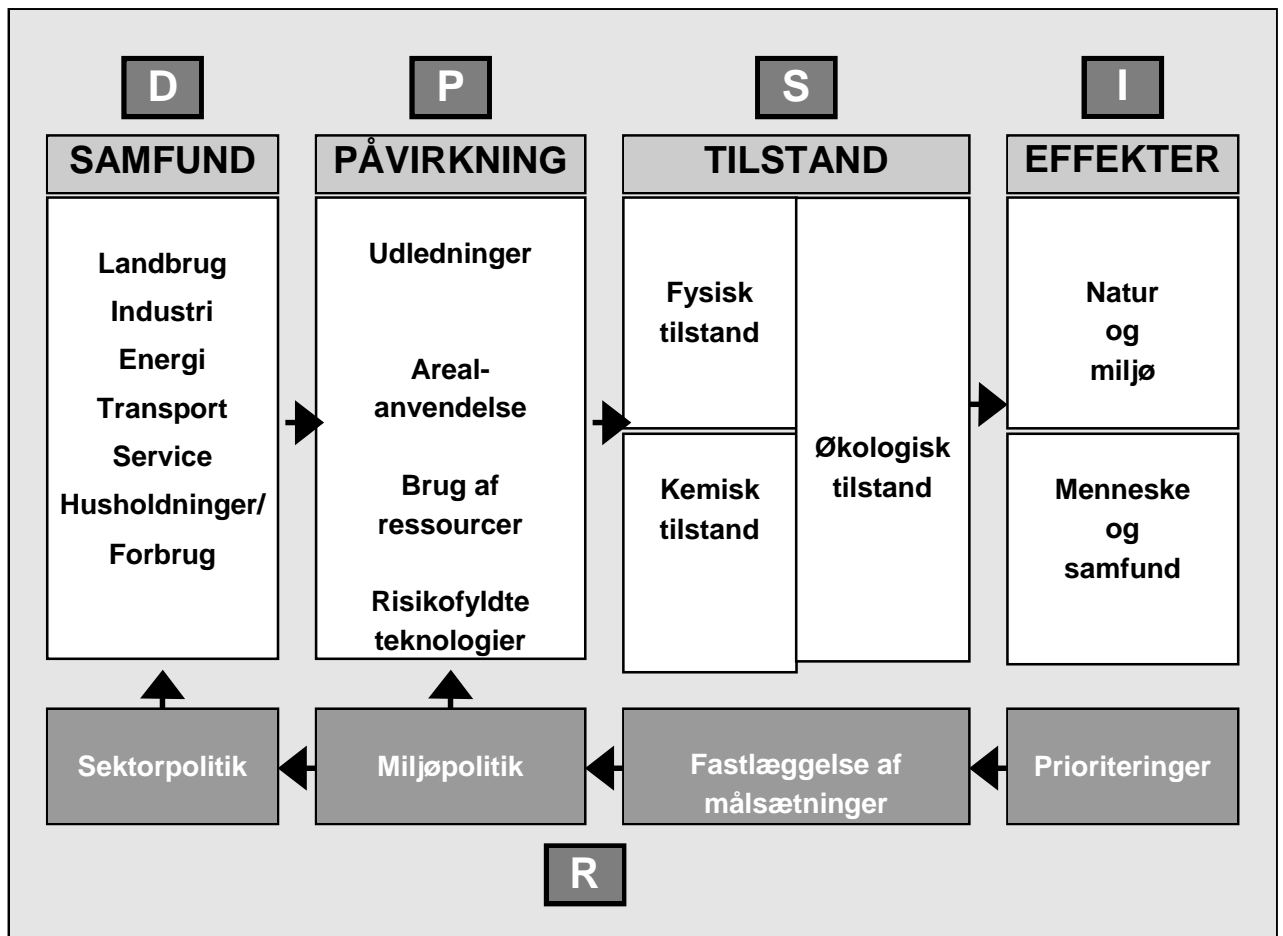 D
P
S
I
SAMFUND
PÅVIRKNING
TILSTAND
EFFEKTER
Landbrug
Industri
Energi
Transport
Service
Husholdninger/
Forbrug
Udledninger
Areal-
anvendelse
Brug af
ressourcer
Risikofyldte
teknologier
Fysisk
tilstand
Kemisk
tilstand
Økologisk
tilstand
Natur
og
miljø
Menneske
og
samfund
Sektorpolitik
Miljøpolitik
Fastlæggelse af
målsætninger
Prioriteringer
R